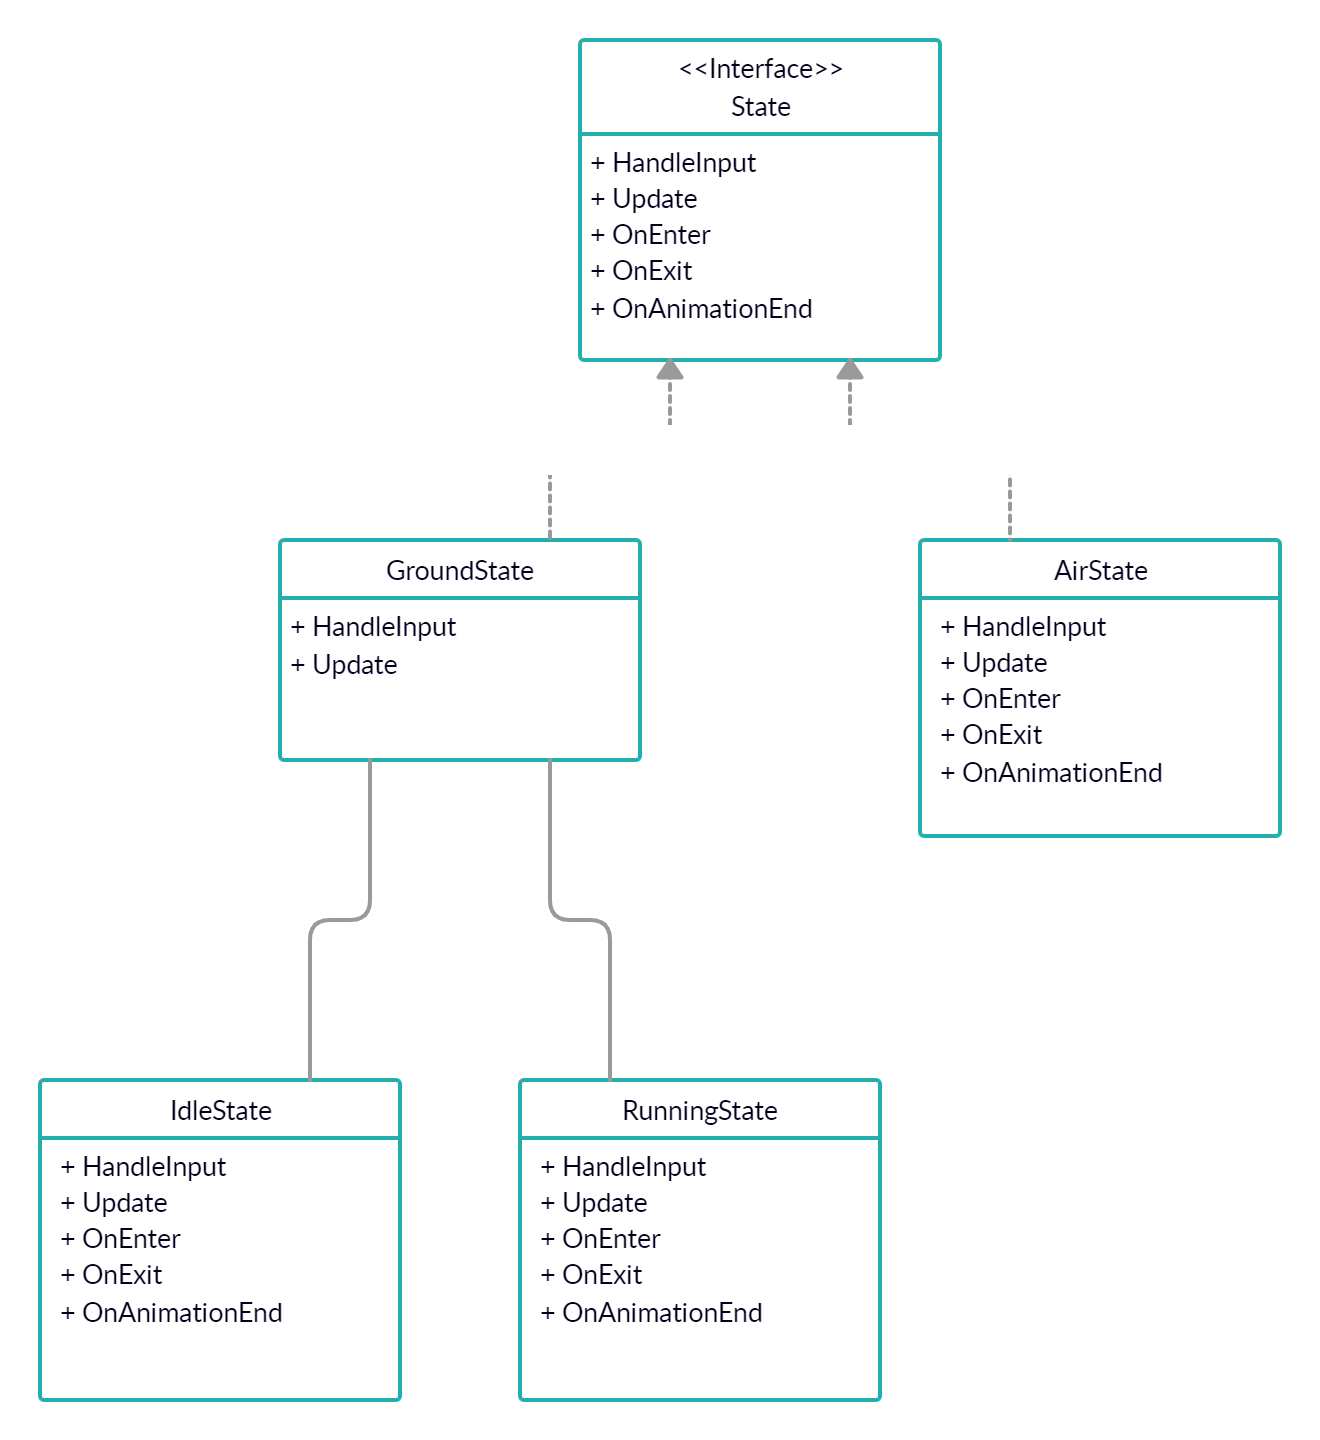 <<Interface>>
State
+ HandleInput
+ Update
+ OnEnter
+ OnExit
+ OnAnimationEnd
GroundState
+ HandleInput
+ Update
AirState
+ HandleInput
+ Update
+ OnEnter
+ OnExit
+ OnAnimationEnd
IdleState
+ HandleInput
+ Update
+ OnEnter
+ OnExit
+ OnAnimationEnd
RunningState
+ HandleInput
+ Update
+ OnEnter
+ OnExit
+ OnAnimationEnd